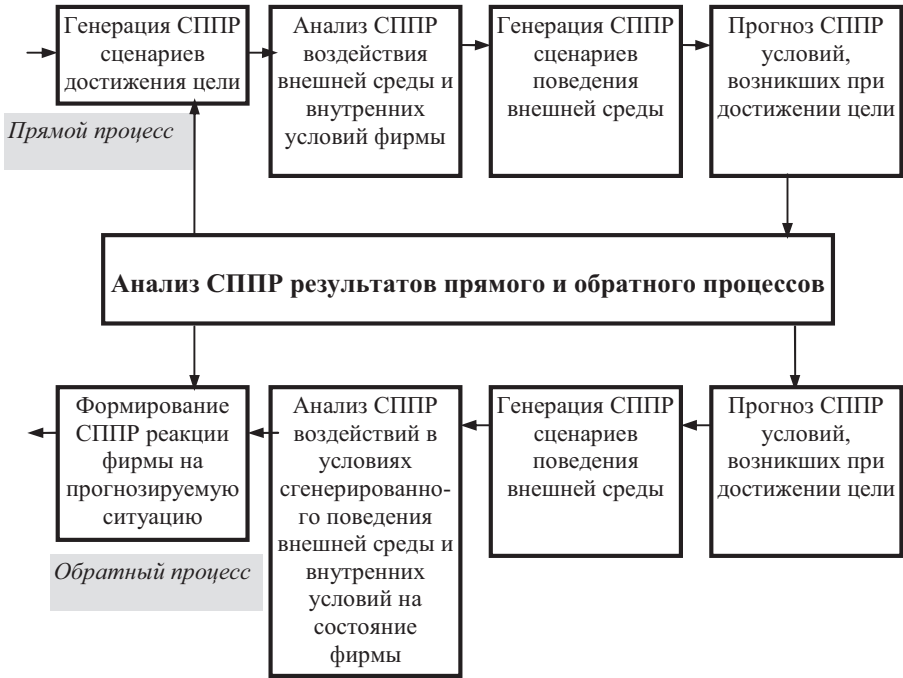 Генерация СППР
сценариев
достижения цели
Анализ СППР
воздействия
внешней среды и
внутренних
условий фирмы
Генерация СППР
сценариев
поведения
внешней среды
Прогноз СППР
условий,
возникших при
достижении цели
Прямой процесс
Анализ СППР результатов прямого и обратного процессов
Формирование
СППР реакции
фирмы на
прогнозируемую
ситуацию
Анализ СППР
воздействий в
условиях
сгенерированно-
го поведения
внешней среды и
внутренних
условий на
состояние
фирмы
Генерация СППР
сценариев
поведения
внешней среды
Прогноз СППР
условий,
возникших при
достижении цели
Обратный процесс